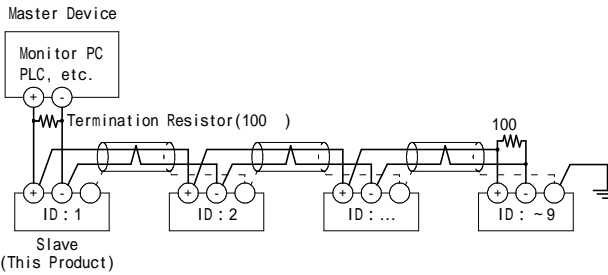 Master Device
Monitor PC
PLC, etc.
+ -
Termination Resistor(100 )
100
+ -
+ -
+ -
+ -
ID : 1
ID : 2
ID : ...
ID : ~9
Slave
(This Product)